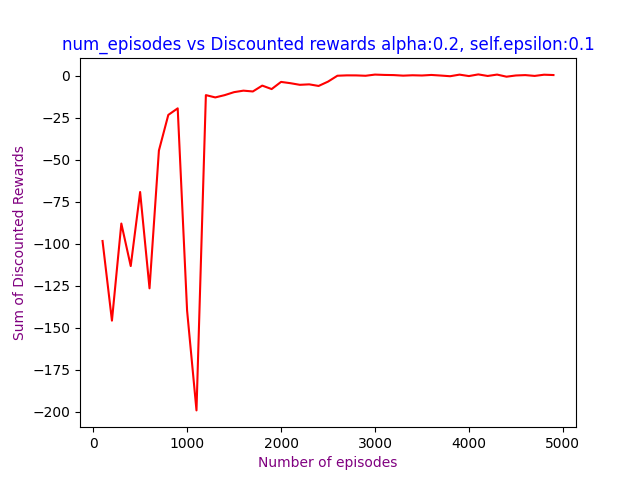 num_episodes vs Discounted rewards alpha:0.2, self.epsilon:0.1
0
−25
−50
−75
−100
−125
−150
−175
−200
Sum of Discounted Rewards
0 1000 2000 3000 4000 5000
Number of episodes